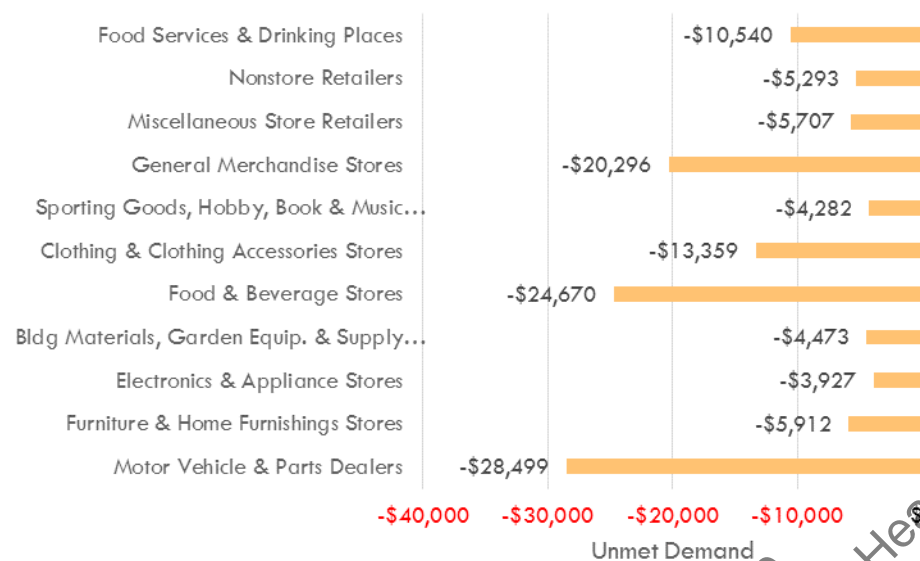 Food Services & Drinking Places -$10,540
Nonstore Retailers -$5,293
Miscellaneous Store Retailers -$5,707
General Merchandise Stores -$20,296
Sporting Goods, Hobby, Book & Music... -$4,282
Clothing & Clothing Accessories Stores -$13,359
Food & Beverage Stores -$24,670
Bldg Materials, Garden Equip. & Supply... -$4,473
Electronics & Appliance Stores -$3,927
Furniture & Home Furnishings Stores -$5,912
Motor Vehicle & Parts Dealers -$28,499
-$40,000 -$30,000 -$20,000 -$10,000
Unmet Demand